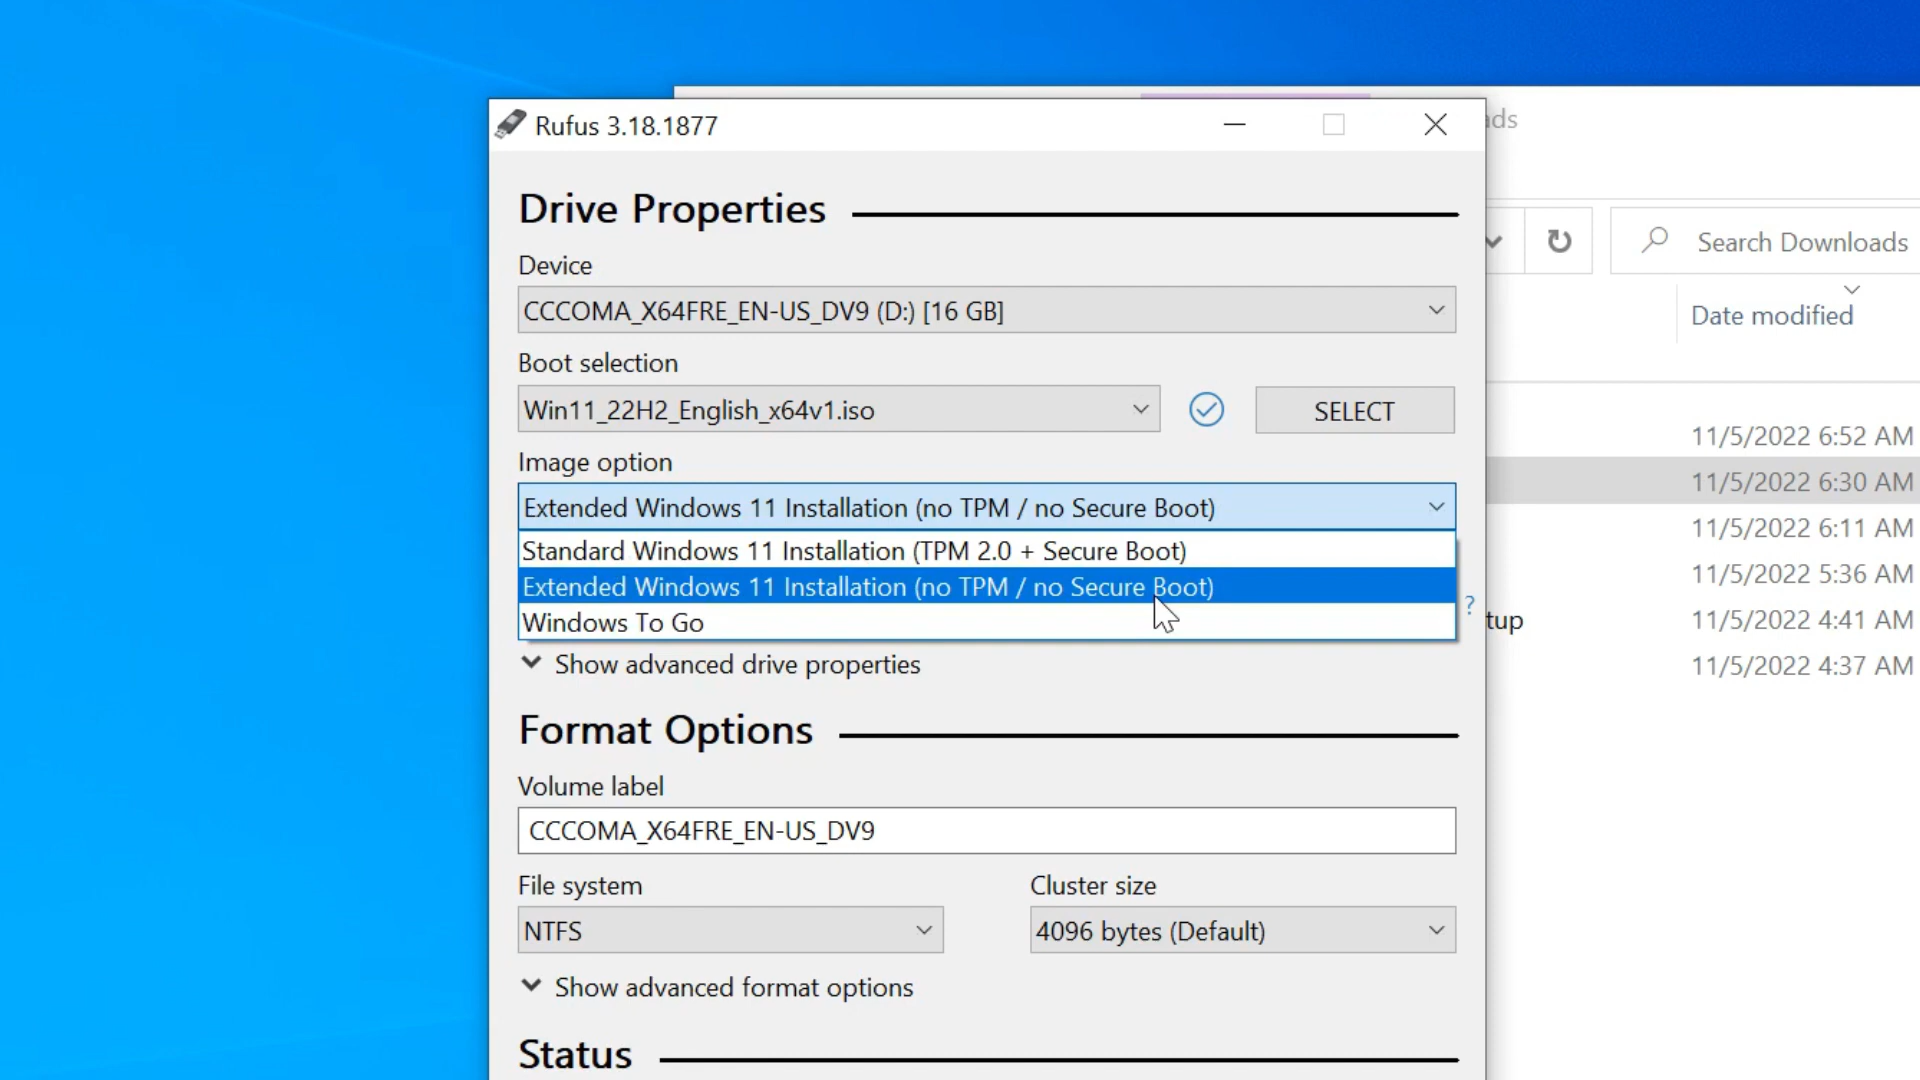 Rufus 3.18.1877
ads
Drive Properties
Device
Search Downloads
CCCOMA_X64FRE_EN-US_DV9 (D:) [16 GB]
Date modified
Boot selection
Win11_22H2_English_x64v1.iso
SELECT
11/5/2022 6:52 AM
Image option
11/5/2022 6:30 AM
Extended Windows 11 Installation (no TPM / no Secure Boot)
11/5/2022 6:11 AM
Standard Windows 11 Installation (TPM 2.0 + Secure Boot)
11/5/2022 5:36 AM
Extended Windows 11 Installation (no TPM / no Secure Boot)
?
Windows To Go
tup
11/5/2022 4:41 AM
Show advanced drive properties
11/5/2022 4:37 AM
Format Options
Volume label
CCCOMA_X64FRE_EN-US_DV9
File system
Cluster size
NTFS
4096 bytes (Default)
Show advanced format options
Status